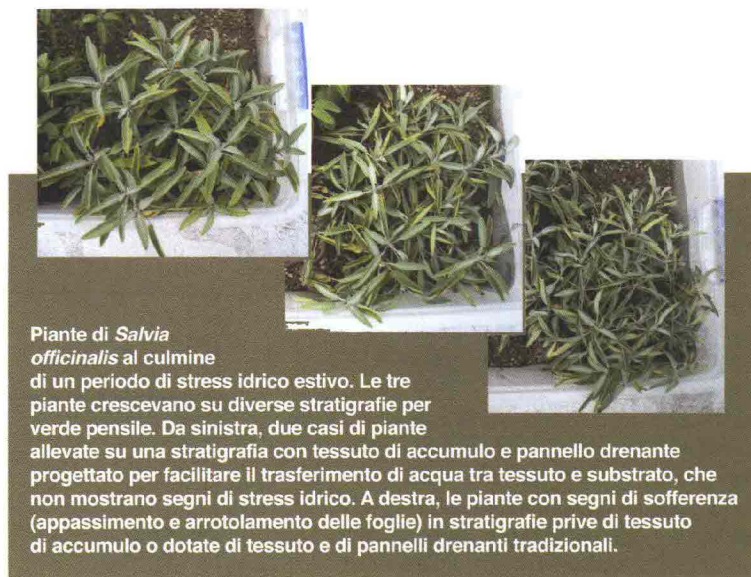 Piante di Salvia
officinalis al culmine
di un periodo di stress idrico estivo. Le tre
piante crescevano su diverse stratigrafie per
verde pensile. Da sinistra, due casi di piante
allevate su una stratigrafia con tessuto di accumulo e pannello drenante
progettato per facilitare il trasferimento di acqua tra tessuto e substrato, che
non mostrano segni di stress idrico. A destra, le piante con segni di sofferenza
(appassimento e arrotolamento delle foglie) in stratigrafie prive di tessuto
di accumulo o dotate di tessuto e di pannelli drenanti tradizionali.